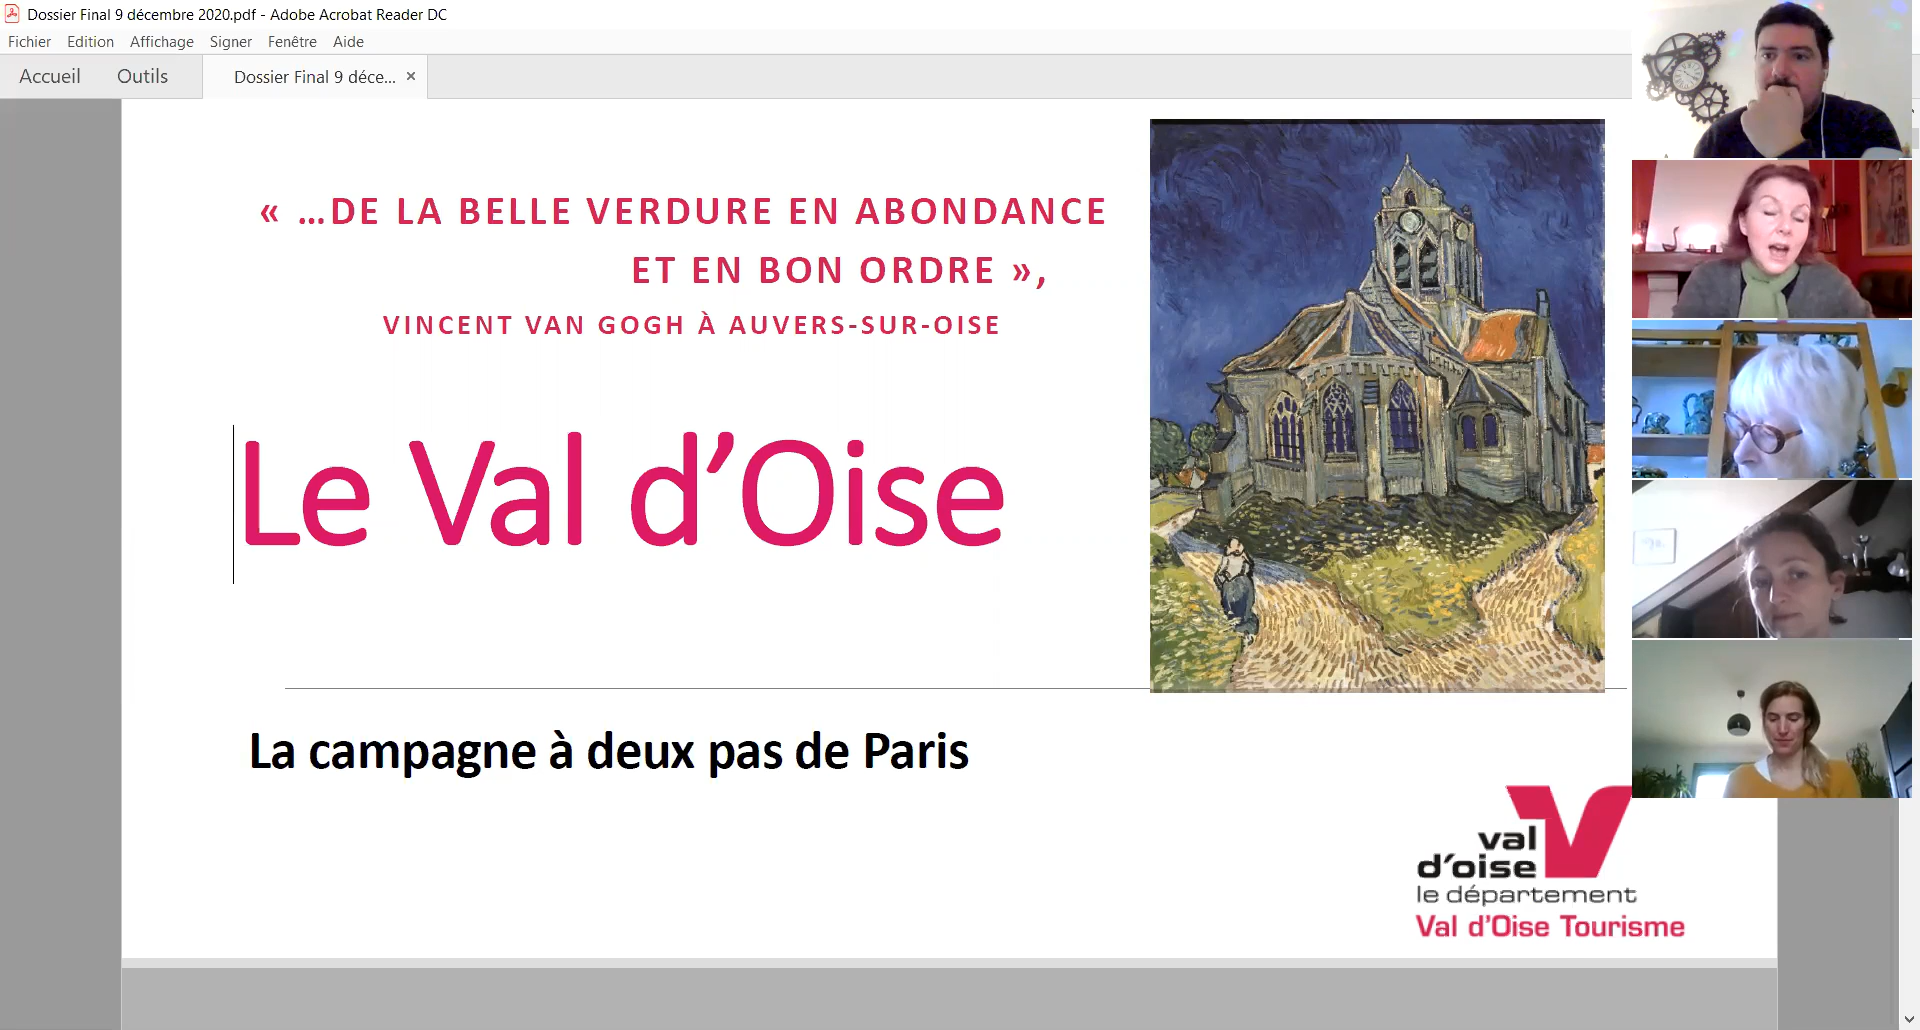 Dossier Final 9 décembre 2020.pdf - Adobe Acrobat Reader DC
Fichier Edition Affichage Signer Fenêtre Aide
Accueil Outils Dossier Final 9 déce... ×
« ...DE LA BELLE VERDURE EN ABONDANCE
ET EN BON ORDRE »,
VINCENT VAN GOGH À AUVERS-SUR-OISE
Le Val d’Oise
La campagne à deux pas de Paris
val
d’oise
le département
Val d’Oise Tourisme